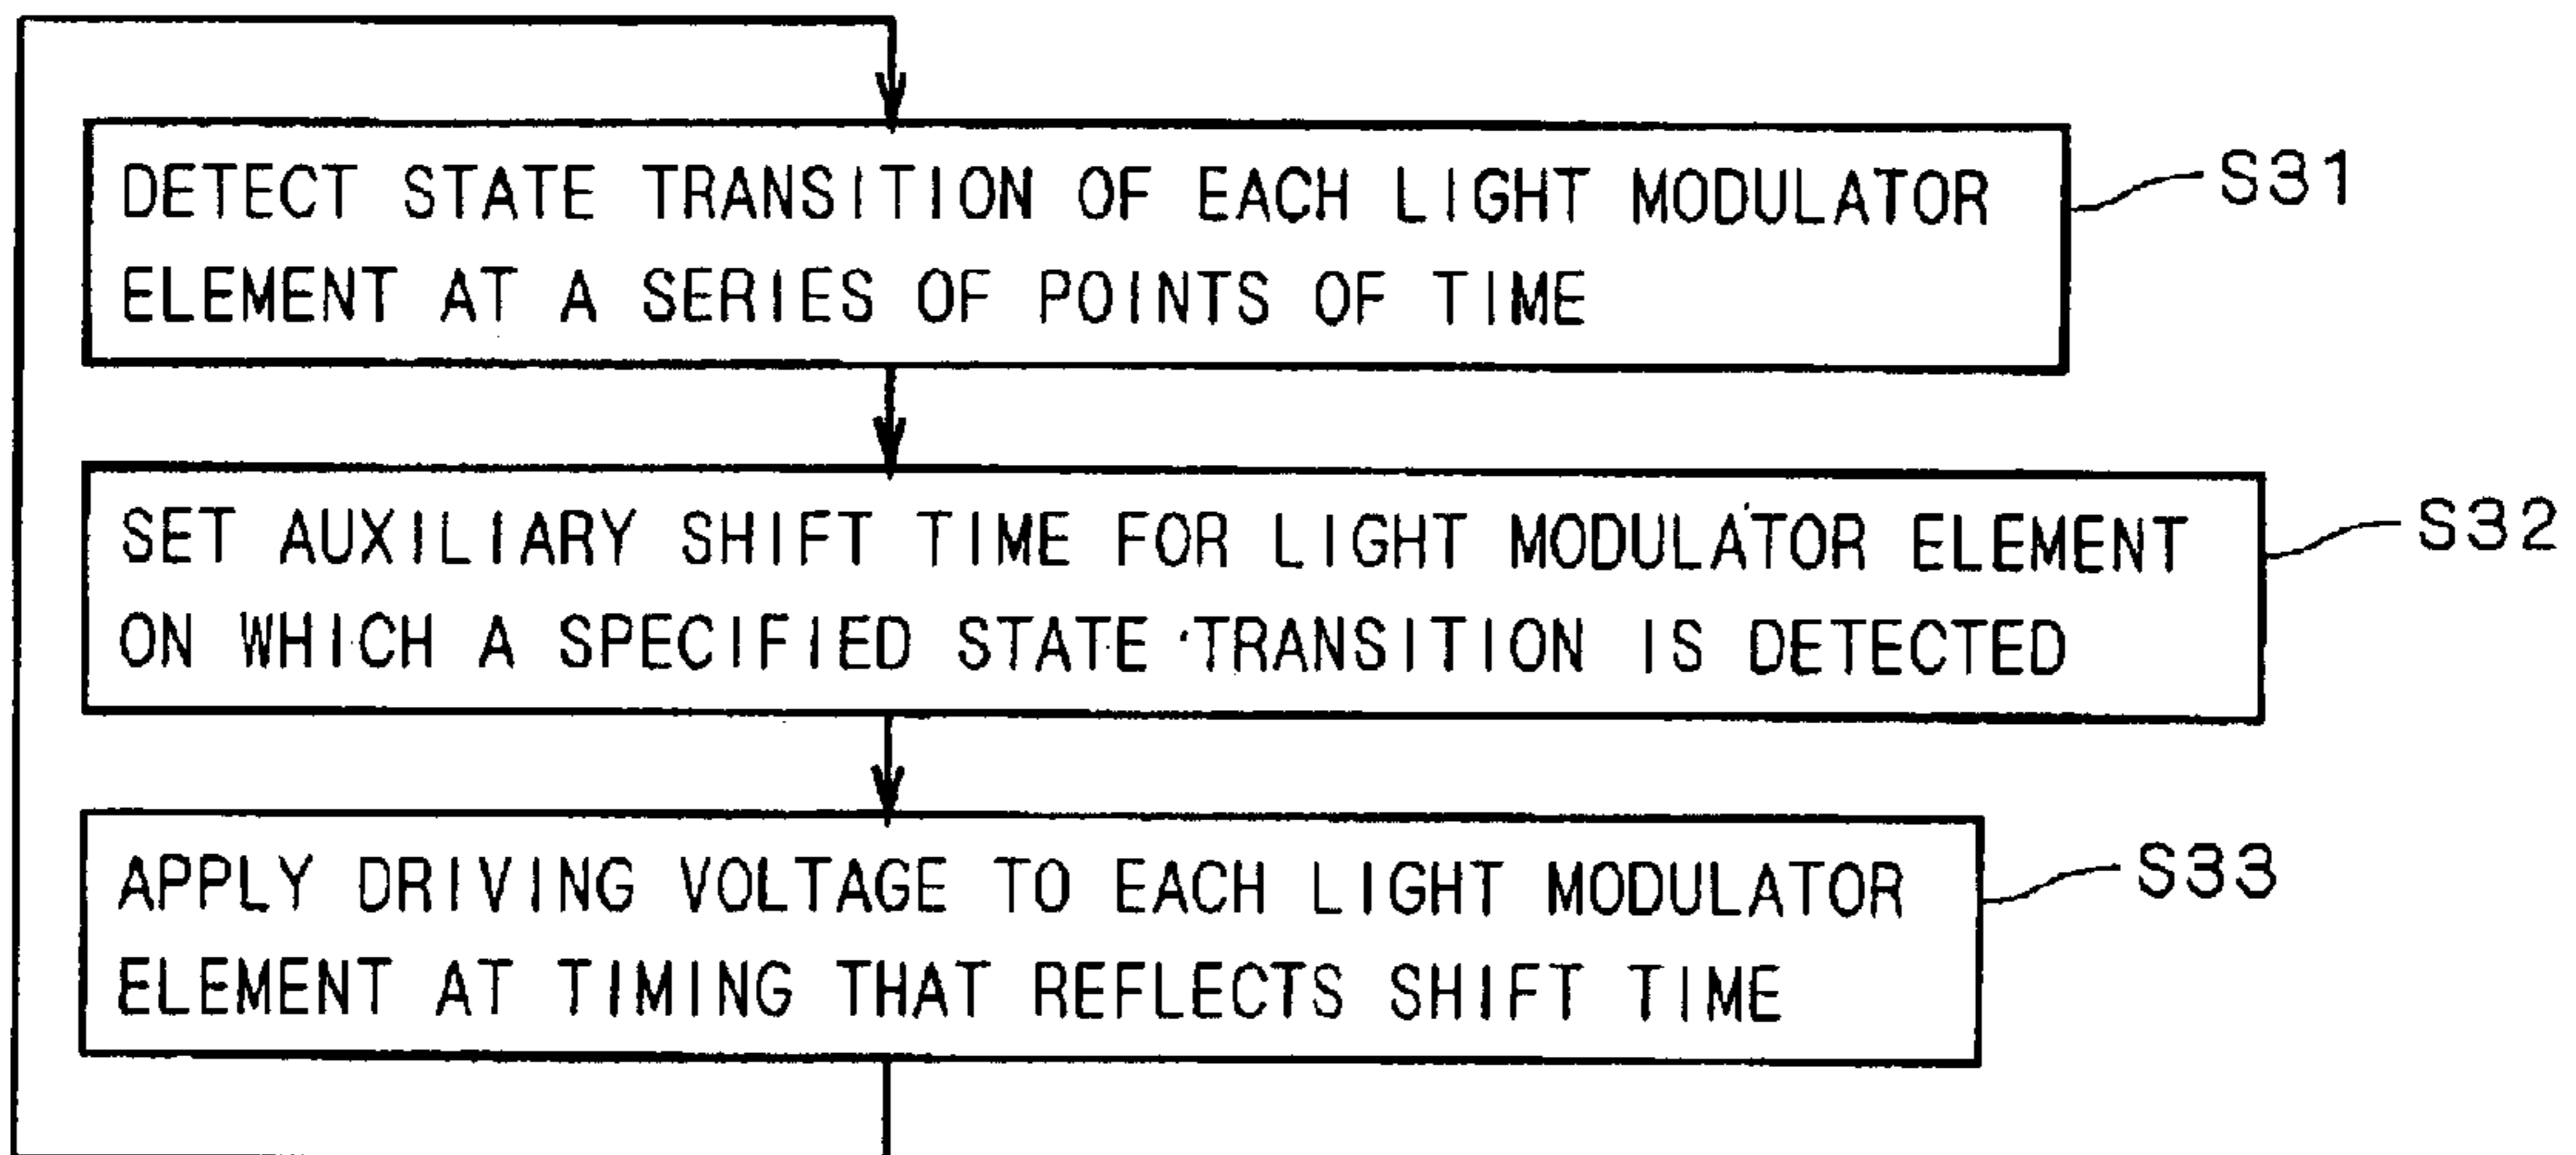 DETECT STATE TRANSITION OF EACH LIGHT MODULATOR
ELEMENT AT A SERIES OF POINTS OF TIME
S31
SET AUXILIARY SHIFT TIME FOR LIGHT MODULATOR ELEMENT
ON WHICH A SPECIFIED STATE TRANSITION IS DETECTED
S32
APPLY DRIVING VOLTAGE TO EACH LIGHT MODULATOR
ELEMENT AT TIMING THAT REFLECTS SHIFT TIME
S33